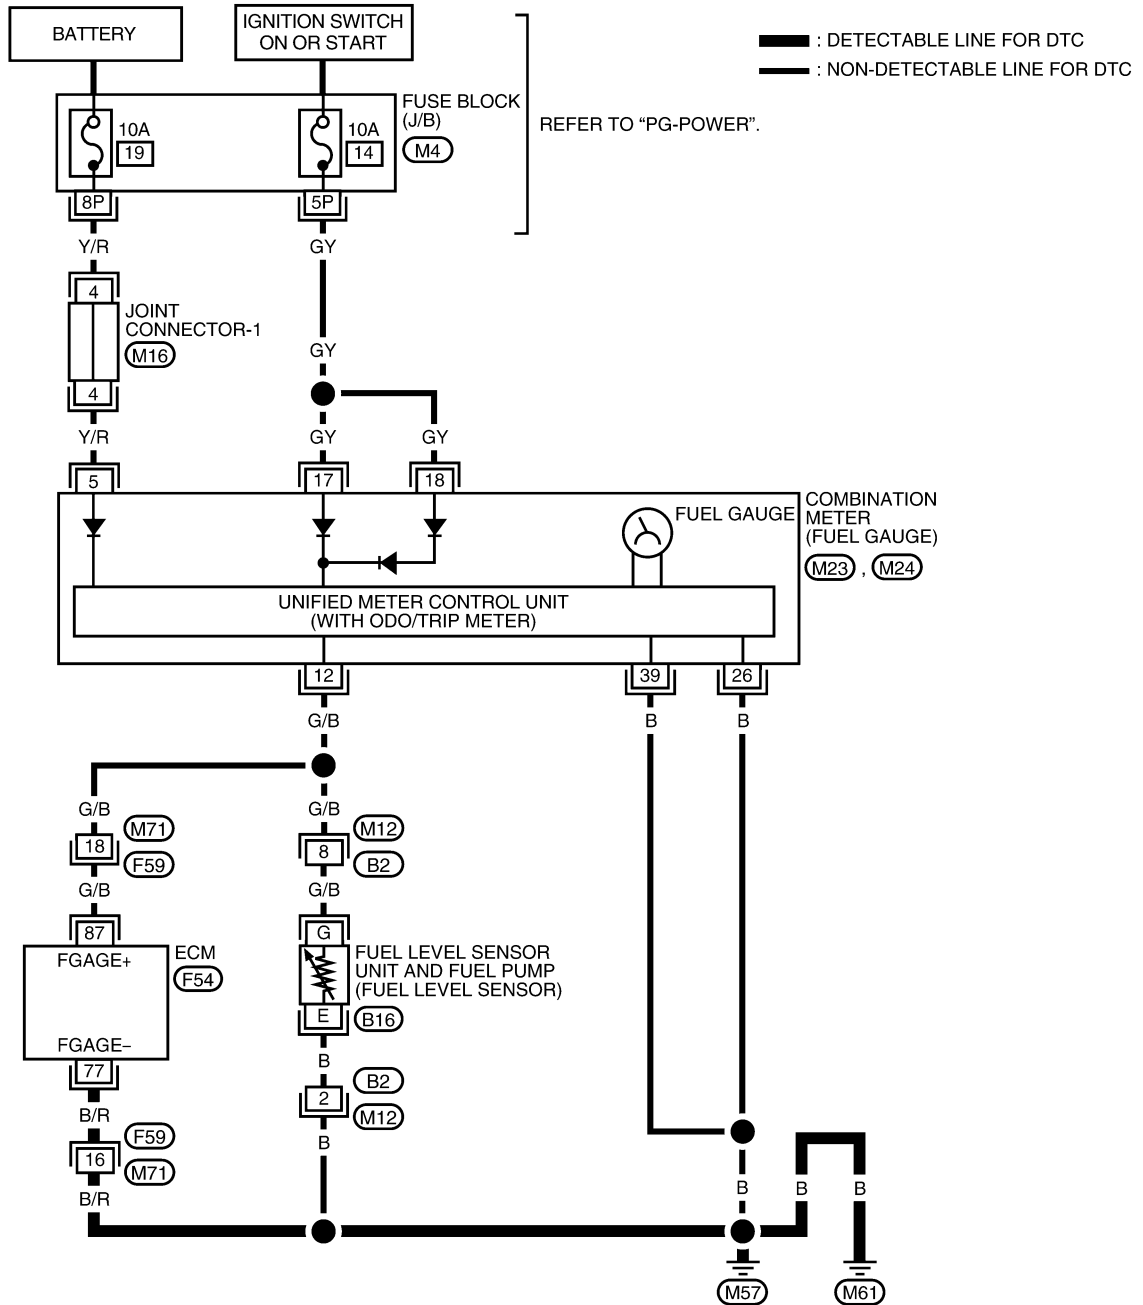 BATTERY
IGNITION SWITCH
ON OR START
: DETECTABLE LINE FOR DTC
: NON-DETECTABLE LINE FOR DTC
FUSE BLOCK
(J/B)
M4
REFER TO “PG-POWER”.
10A
19
10A
14
8P
5P
Y/R
GY
4
JOINT
CONNECTOR-1
M16
4
GY
Y/R
GY
GY
5
17
18
FUEL GAUGE
COMBINATION
METER
(FUEL GAUGE)
M23 , M24
UNIFIED METER CONTROL UNIT
(WITH ODO/TRIP METER)
12
39
26
G/B
B
B
G/B
G/B
M71
M12
18
8
F59
B2
G/B
G/B
87
G
FGAGE+
ECM
F54
FUEL LEVEL SENSOR
UNIT AND FUEL PUMP
(FUEL LEVEL SENSOR)
E
B16
FGAGE–
77
B
B2
2
M12
B/R
F59
16
M71
B
B/R
B
B
B
M57
M61